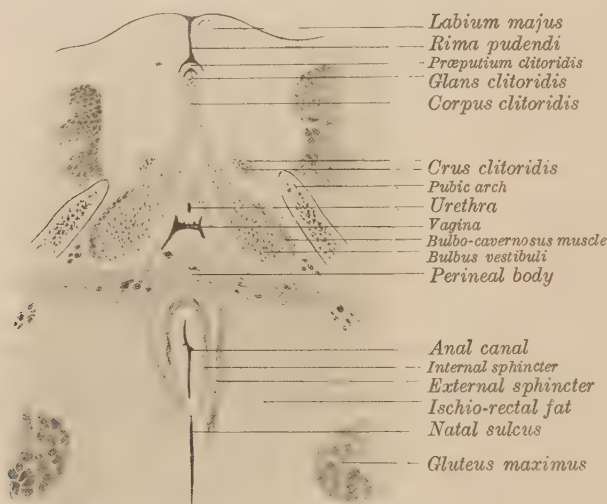 Labium majus
Rima pudendi
Præputium clitoridis
Glans clitoridis
Corpus clitoridis
Crus clitoridis
Pubic arch
Urethra
Vagina
Bulbo-cavernosus muscle
Bulbus vestibuli
Perineal body
Anal canal
Internal sphincter
External sphincter
Ischio-rectal fat
Natal sulcus
Gluteus maximus